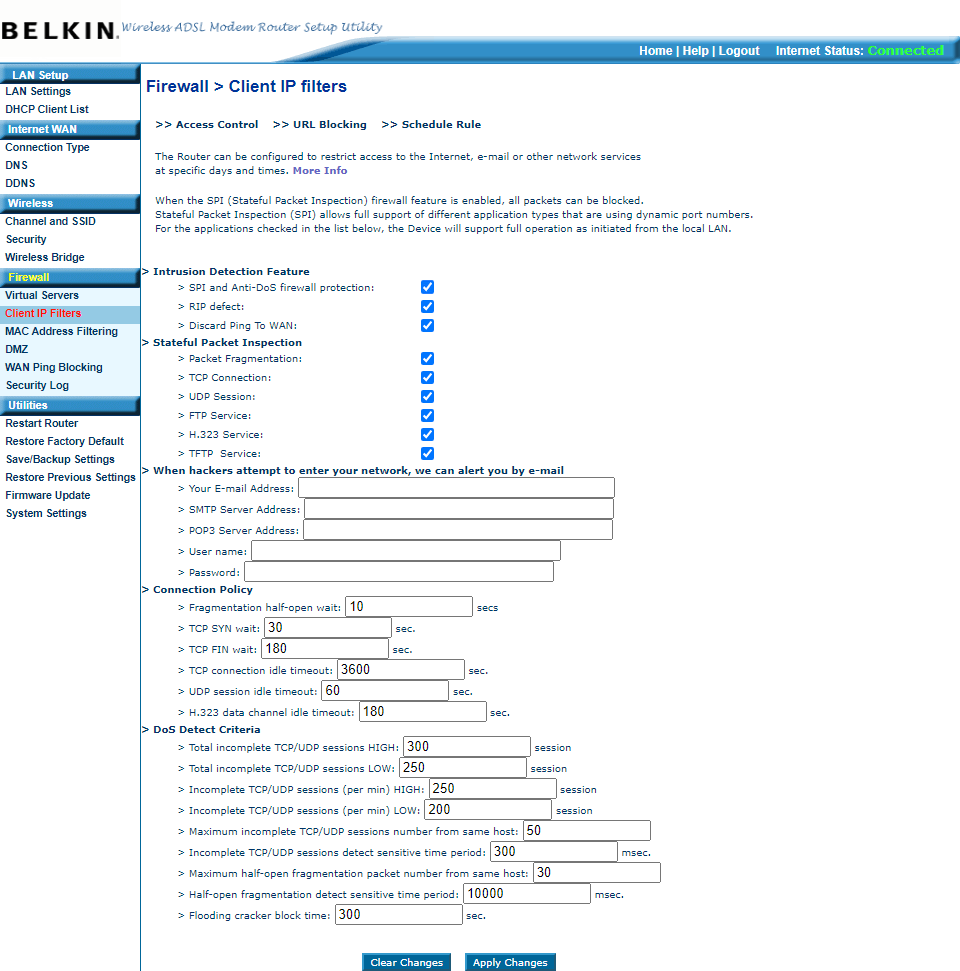 BELKIN. Wireless ADSL Modem Router Setup Utility
Home | Help | Logout Internet Status: Connected
LAN Setup
LAN Settings
DHCP Client List
Internet WAN
Connection Type
DNS
DDNS
Wireless
Channel and SSID
Security
Wireless Bridge
Firewall
Virtual Servers
Client IP Filters
MAC Address Filtering
DMZ
WAN Ping Blocking
Security Log
Utilities
Restart Router
Restore Factory Default
Save/Backup Settings
Restore Previous Settings
Firmware Update
System Settings
Firewall > Client IP filters
>> Access Control >> URL Blocking >> Schedule Rule
The Router can be configured to restrict access to the Internet, e-mail or other network services
at specific days and times. More Info
When the SPI (Stateful Packet Inspection) firewall feature is enabled, all packets can be blocked.
Stateful Packet Inspection (SPI) allows full support of different application types that are using dynamic port numbers.
For the applications checked in the list below, the Device will support full operation as initiated from the local LAN.
> Intrusion Detection Feature
> SPI and Anti-DoS firewall protection:
> RIP defect:
> Discard Ping To WAN:
> Stateful Packet Inspection
> Packet Fragmentation:
> TCP Connection:
> UDP Session:
> FTP Service:
> H.323 Service:
> TFTP Service:
> When hackers attempt to enter your network, we can alert you by e-mail
> Your E-mail Address:
> SMTP Server Address:
> POP3 Server Address:
> User name:
> Password:
> Connection Policy
> Fragmentation half-open wait: 10 secs
> TCP SYN wait: 30 sec.
> TCP FIN wait: 180 sec.
> TCP connection idle timeout: 3600 sec.
> UDP session idle timeout: 60 sec.
> H.323 data channel idle timeout: 180 sec.
> DoS Detect Criteria
> Total incomplete TCP/UDP sessions HIGH: 300 session
> Total incomplete TCP/UDP sessions LOW: 250 session
> Incomplete TCP/UDP sessions (per min) HIGH: 250 session
> Incomplete TCP/UDP sessions (per min) LOW: 200 session
> Maximum incomplete TCP/UDP sessions number from same host: 50
> Incomplete TCP/UDP sessions detect sensitive time period: 300 msec.
> Maximum half-open fragmentation packet number from same host: 30
> Half-open fragmentation detect sensitive time period: 10000 msec.
> Flooding cracker block time: 300 sec.
Clear Changes Apply Changes